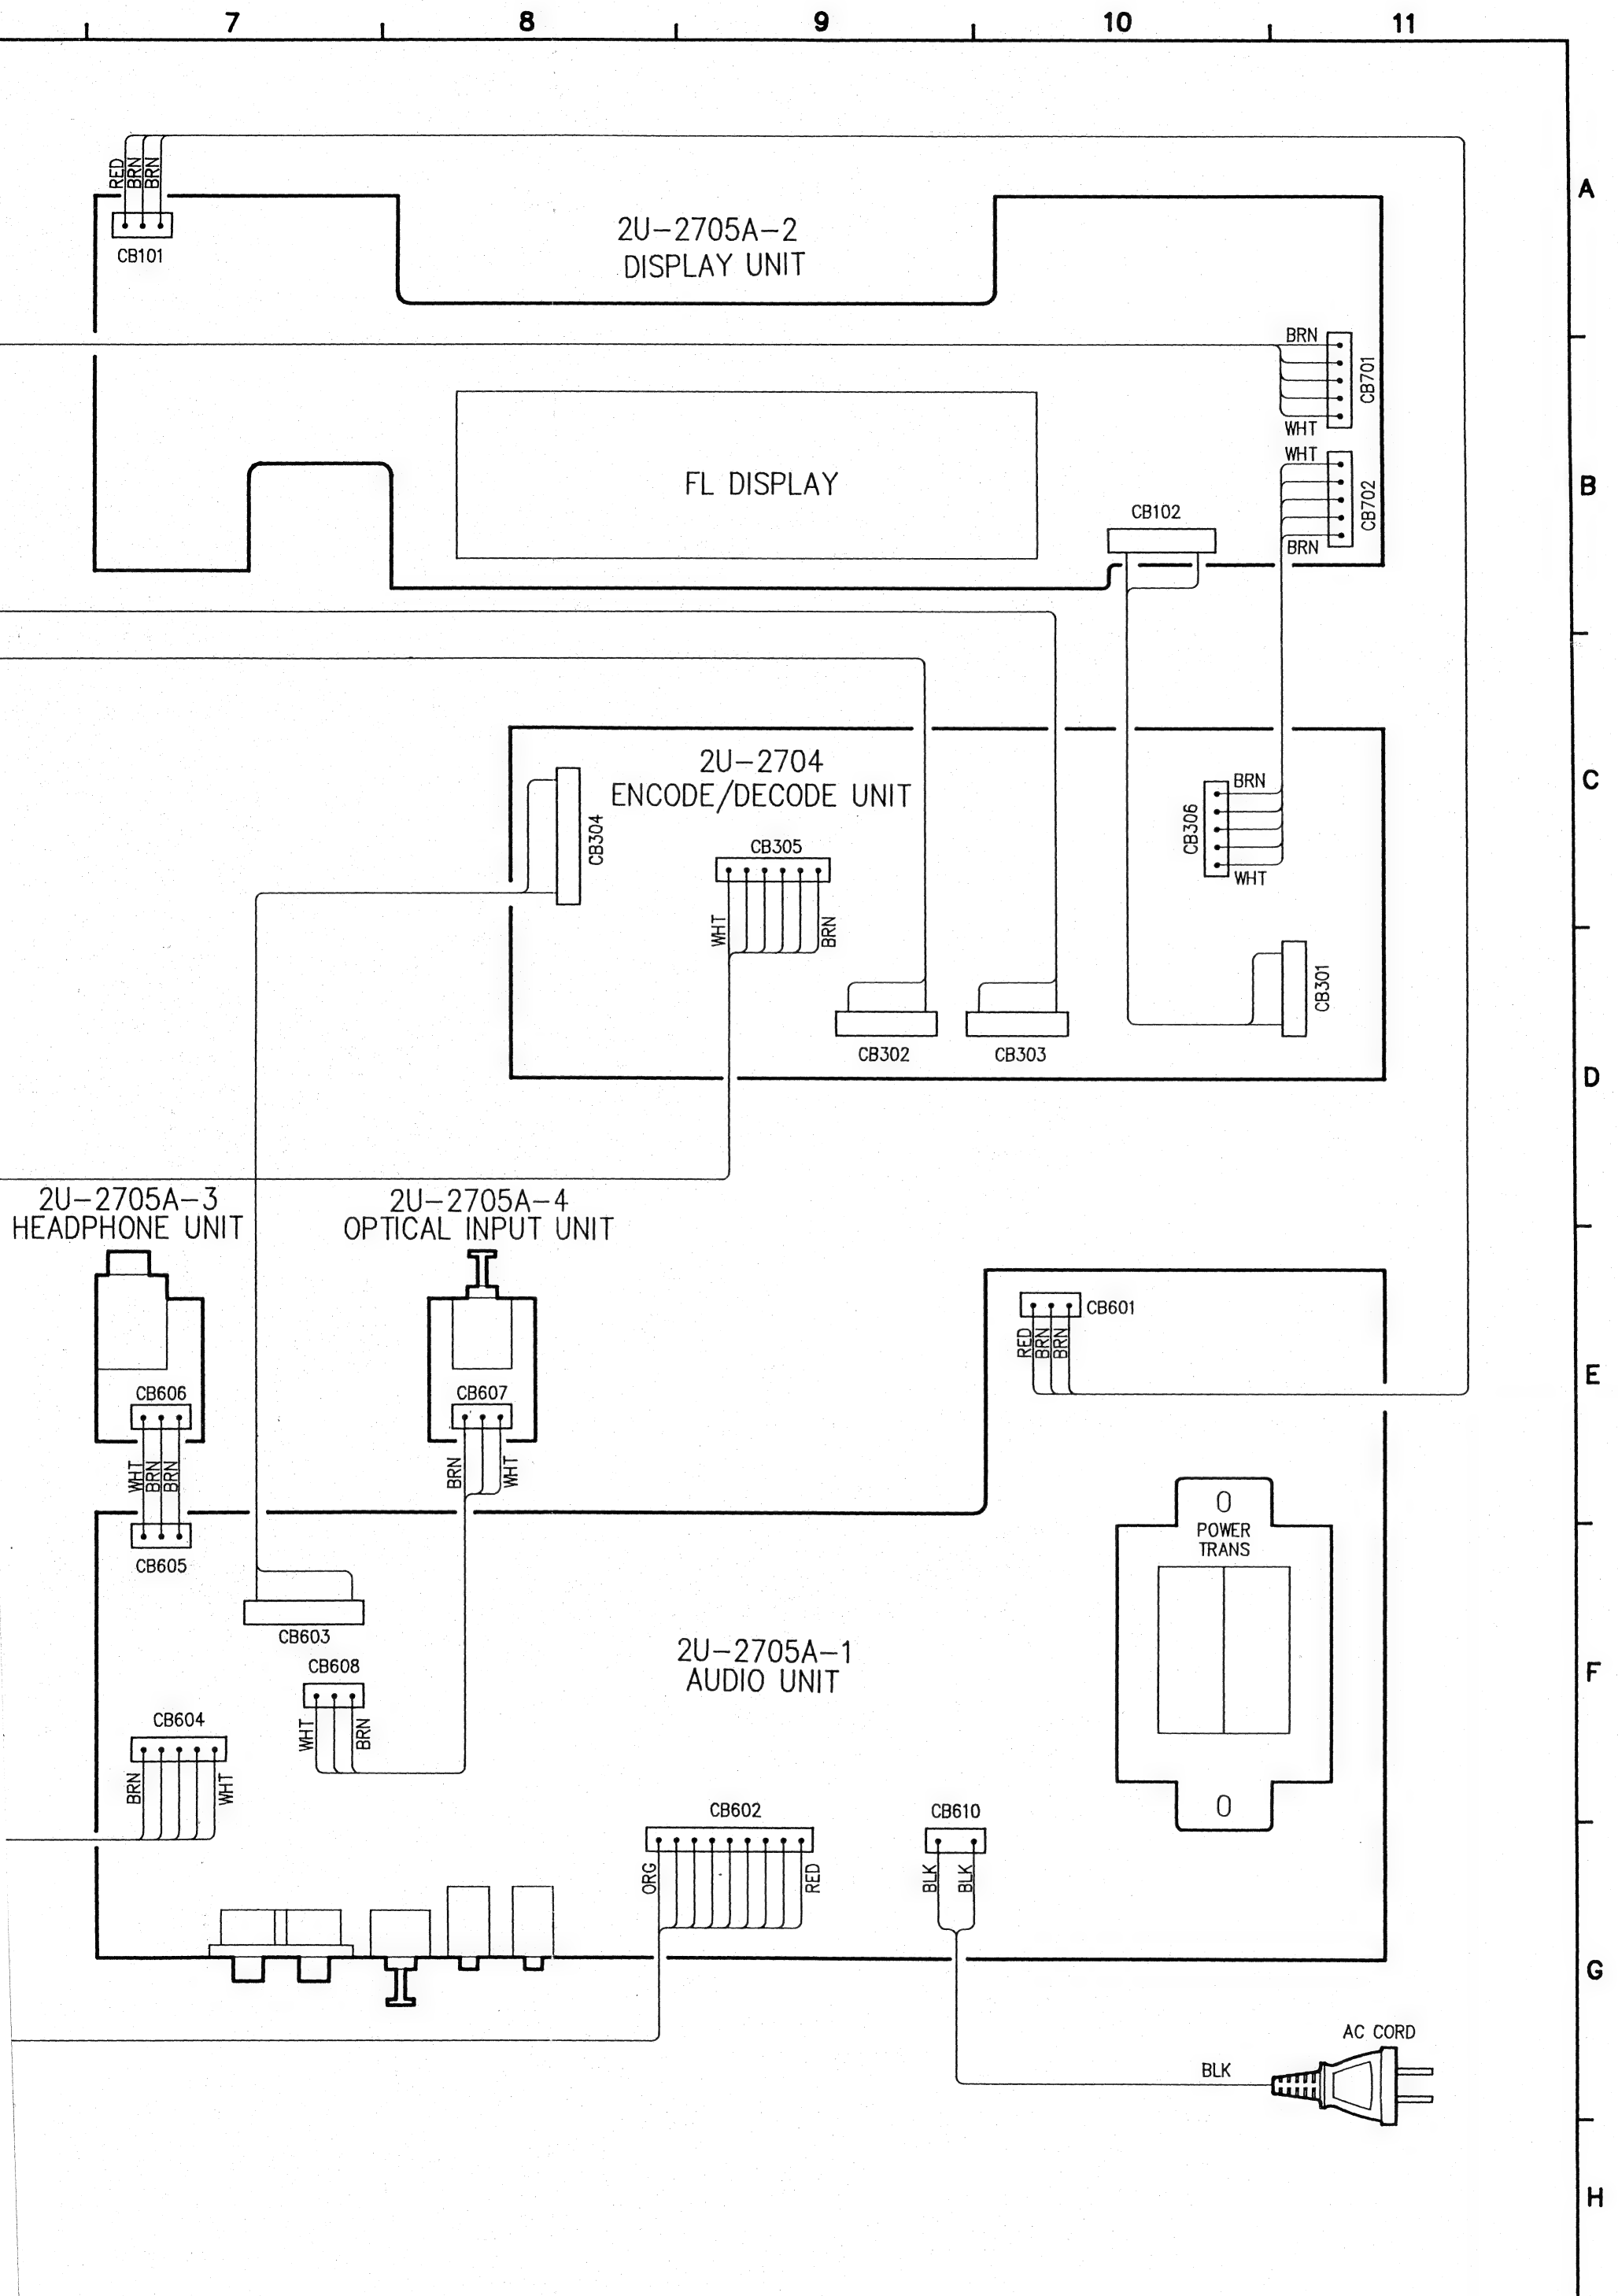 7 8 9 10 11
A
RED
BRN
BRN
CB101
2U-2705A-2
DISPLAY UNIT
BRN
CB701
WHT
B
FL DISPLAY
WHT
CB702
BRN
CB102
C
2U-2704
ENCODE/DECODE UNIT
CB304
CB305
WHT
BRN
BRN
CB306
WHT
CB301
CB302
CB303
D
2U-2705A-3
HEADPHONE UNIT
2U-2705A-4
OPTICAL INPUT UNIT
CB601
RED
BRN
BRN
E
CB606
CB607
WHT
BRN
BRN
BRN
WHT
CB605
POWER
TRANS
CB603
2U-2705A-1
AUDIO UNIT
F
CB608
WHT
BRN
CB604
BRN
WHT
CB602
ORG
RED
CB610
BLK
BLK
G
AC CORD
BLK
H